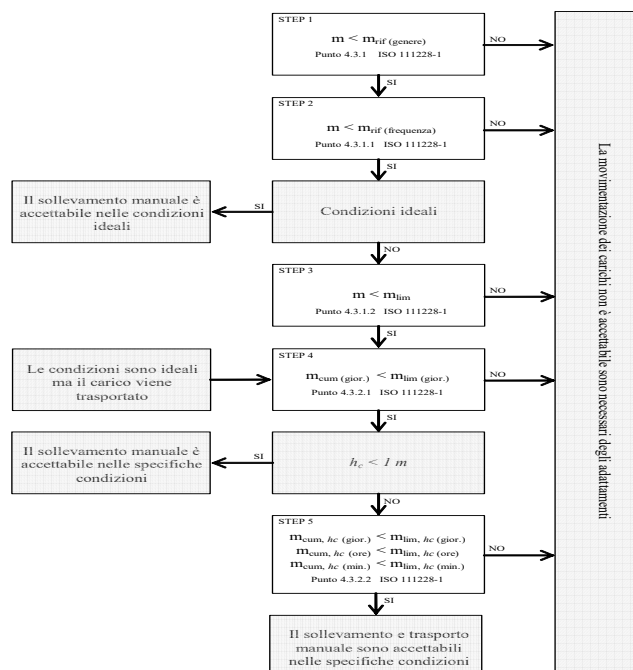 STEP 1
m < mrif (genere)
Punto 4.3.1 ISO 111228-1
NO
SI
STEP 2
m < mrif (frequenza)
Punto 4.3.1.1 ISO 111228-1
NO
SI
Il sollevamento manuale è
accettabile nelle condizioni
ideali
SI
Condizioni ideali
NO
STEP 3
m < mlim
Punto 4.3.1.2 ISO 111228-1
NO
SI
Le condizioni sono ideali
ma il carico viene
trasportato
STEP 4
mcum (gior.) < mlim (gior.)
Punto 4.3.2.1 ISO 111228-1
NO
SI
Il sollevamento manuale è
accettabile nelle specifiche
condizioni
SI
hc < 1 m
NO
STEP 5
mcum, hc (gior.) < mlim, hc (gior.)
mcum, hc (ore) < mlim, hc (ore)
mcum, hc (min.) < mlim, hc (min.)
Punto 4.3.2.2 ISO 111228-1
NO
SI
Il sollevamento e trasporto
manuale sono accettabili
nelle specifiche condizioni
La movimentazione dei carichi non è accettabile sono necessari degli adattamenti